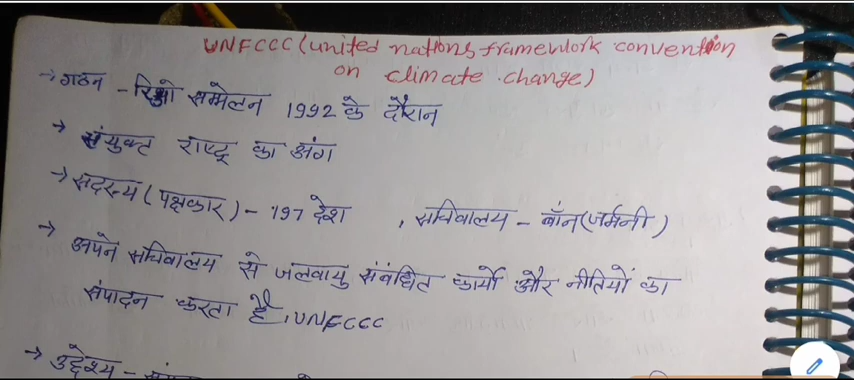 UNFCCC (united nations framework convention
on climate change)
→ गठन - रियो सम्मेलन 1992 के दौरान
→ संयुक्त राष्ट्र का अंग
→ सदस्य (पक्षकार) - 197 देश , सचिवालय - बॉन (जर्मनी)
→ अपने सचिवालय से जलवायु संबंधित कार्यों और नीतियों का
संपादन करता है, UNFCCC
→ उद्देश्य -